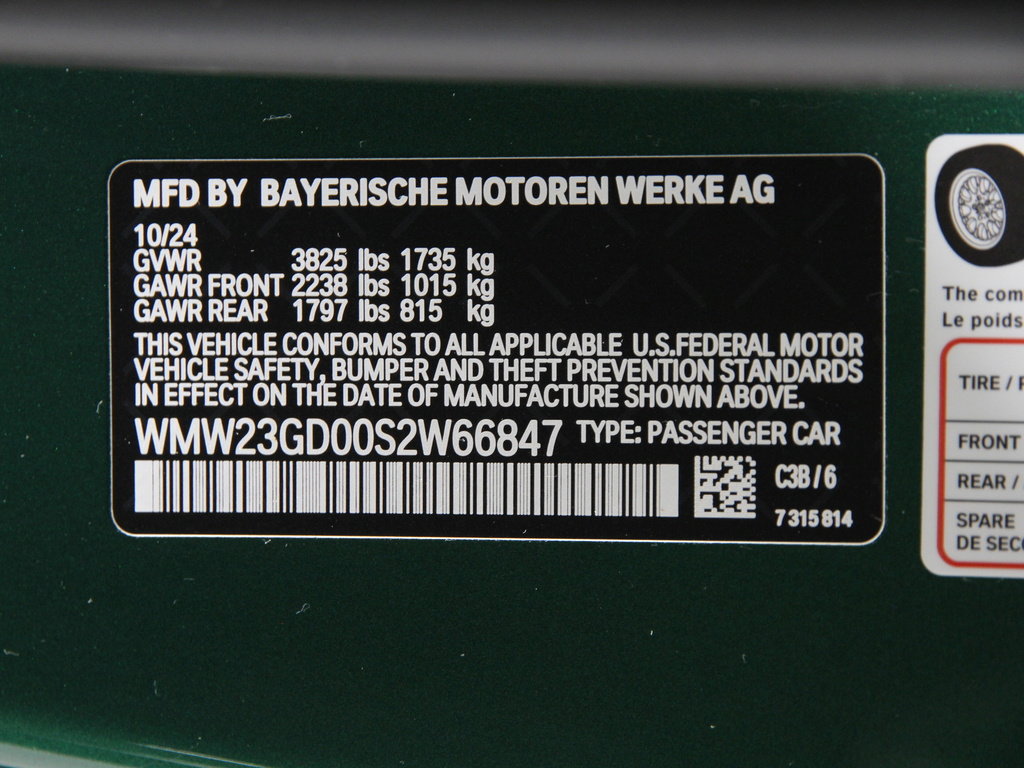 MFD BY BAYERISCHE MOTOREN WERKE AG
10/24
GVWR 3825 lbs 1735 kg
GAWR FRONT 2238 lbs 1015 kg
GAWR REAR 1797 lbs 815 kg
THIS VEHICLE CONFORMS TO ALL APPLICABLE U.S.FEDERAL MOTOR
VEHICLE SAFETY, BUMPER AND THEFT PREVENTION STANDARDS
IN EFFECT ON THE DATE OF MANUFACTURE SHOWN ABOVE.
WMW23GD00S2W66847 TYPE: PASSENGER CAR
C3B/6
7315814
The com
Le poids
TIRE /
FRONT
REAR /
SPARE
DE SEC